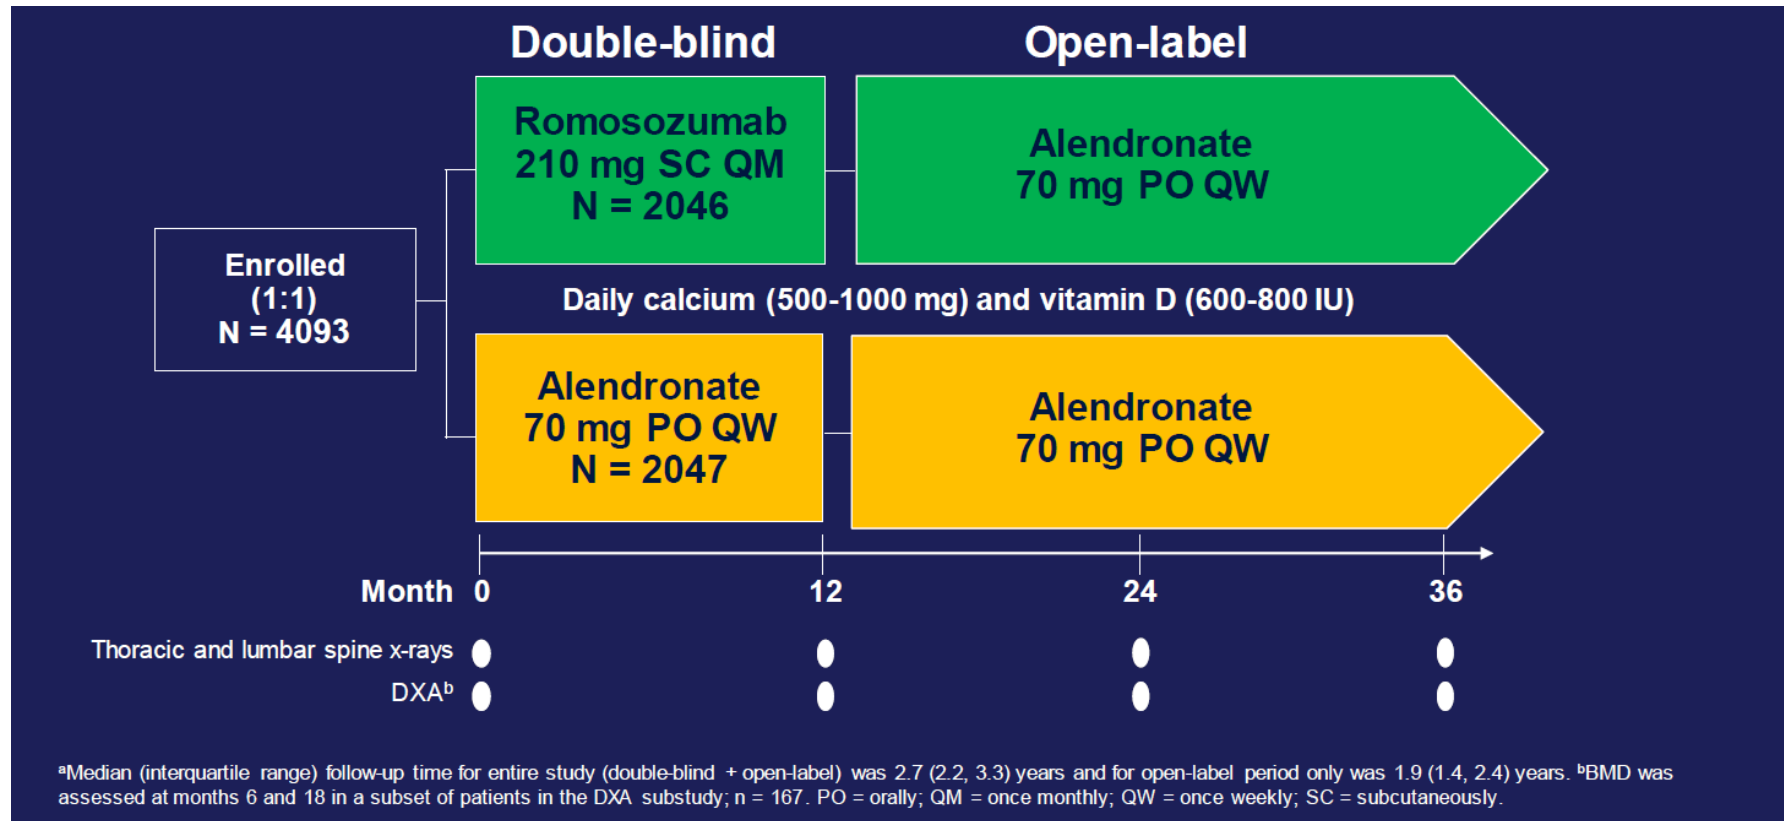 Double-blind
Open-label
Romosozumab
210 mg SC QM
N = 2046
Alendronate
70 mg PO QW
Enrolled
(1:1)
N = 4093
Daily calcium (500-1000 mg) and vitamin D (600-800 IU)
Alendronate
70 mg PO QW
N = 2047
Alendronate
70 mg PO QW
Month 0 12 24 36
Thoracic and lumbar spine x-rays
DXAᵇ
ᵃMedian (interquartile range) follow-up time for entire study (double-blind + open-label) was 2.7 (2.2, 3.3) years and for open-label period only was 1.9 (1.4, 2.4) years. ᵇBMD was
assessed at months 6 and 18 in a subset of patients in the DXA substudy; n = 167. PO = orally; QM = once monthly; QW = once weekly; SC = subcutaneously.